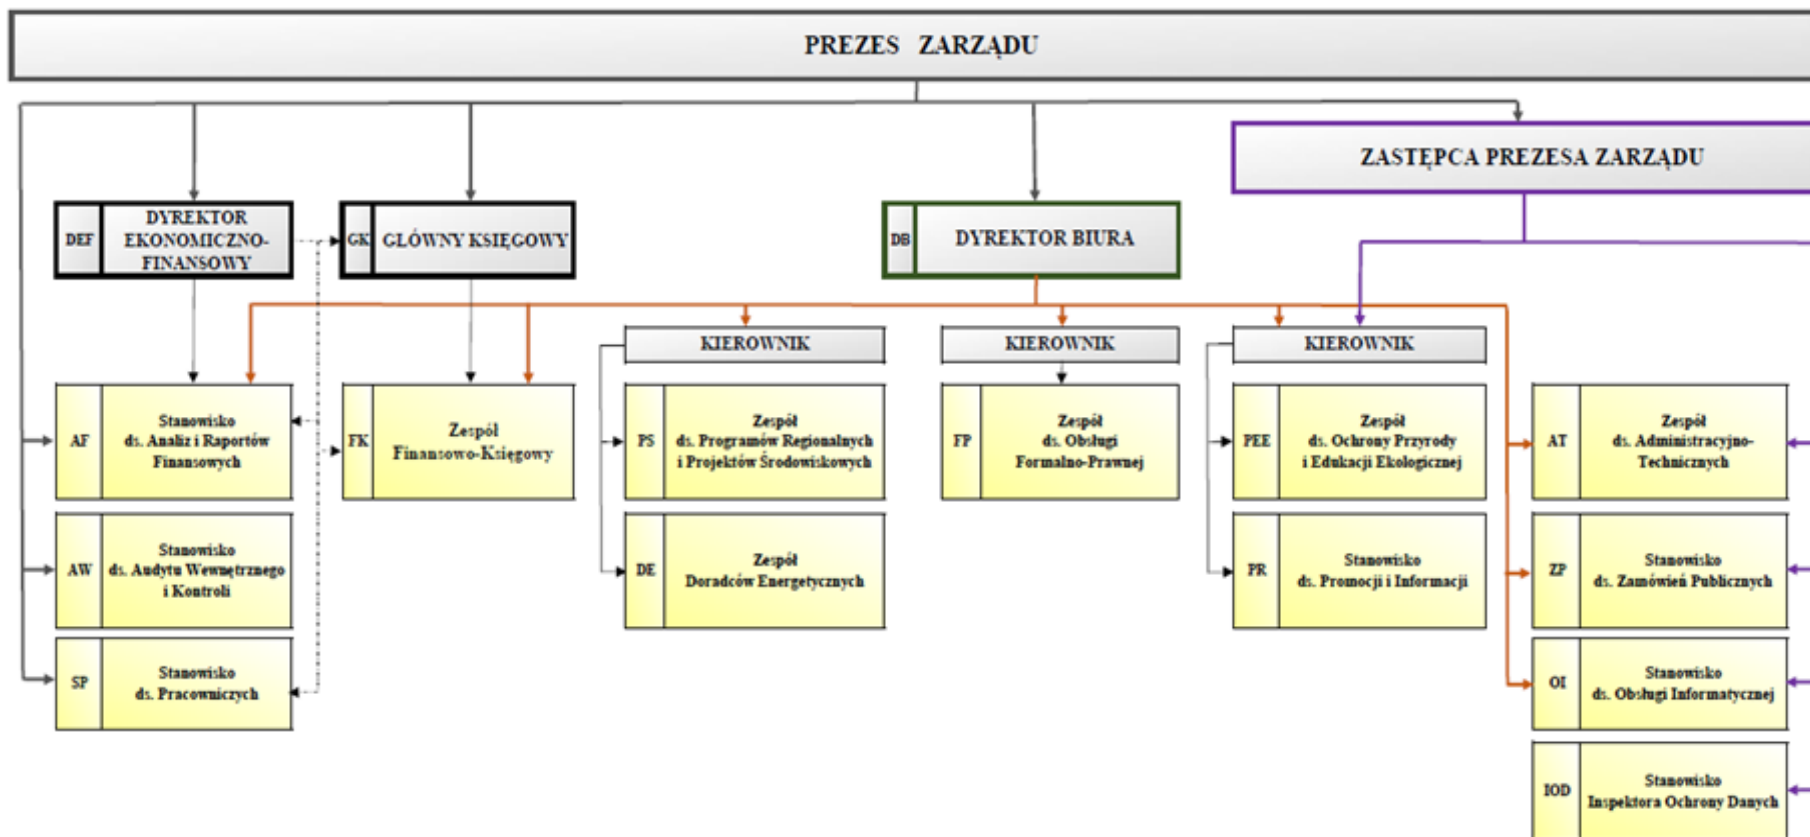 PREZES ZARZĄDU
ZASTĘPCA PREZESA ZARZĄDU
DEF
DYREKTOR
EKONOMICZNO-
FINANSOWY
GK
GŁÓWNY KSIĘGOWY
DB
DYREKTOR BIURA
KIEROWNIK
KIEROWNIK
KIEROWNIK
AF
Stanowisko
ds. Analiz i Raportów
Finansowych
FK
Zespół
Finansowo-Księgowy
PS
Zespół
ds. Programów Regionalnych
i Projektów Środowiskowych
FP
Zespół
ds. Obsługi
Formalno-Prawnej
PEE
Zespół
ds. Ochrony Przyrody
i Edukacji Ekologicznej
AT
Zespół
ds. Administracyjno-
Technicznych
AW
Stanowisko
ds. Audytu Wewnętrznego
i Kontroli
DE
Zespół
Doradców Energetycznych
PR
Stanowisko
ds. Promocji i Informacji
ZP
Stanowisko
ds. Zamówień Publicznych
SP
Stanowisko
ds. Pracowniczych
OI
Stanowisko
ds. Obsługi Informatycznej
IOD
Stanowisko
Inspektora Ochrony Danych